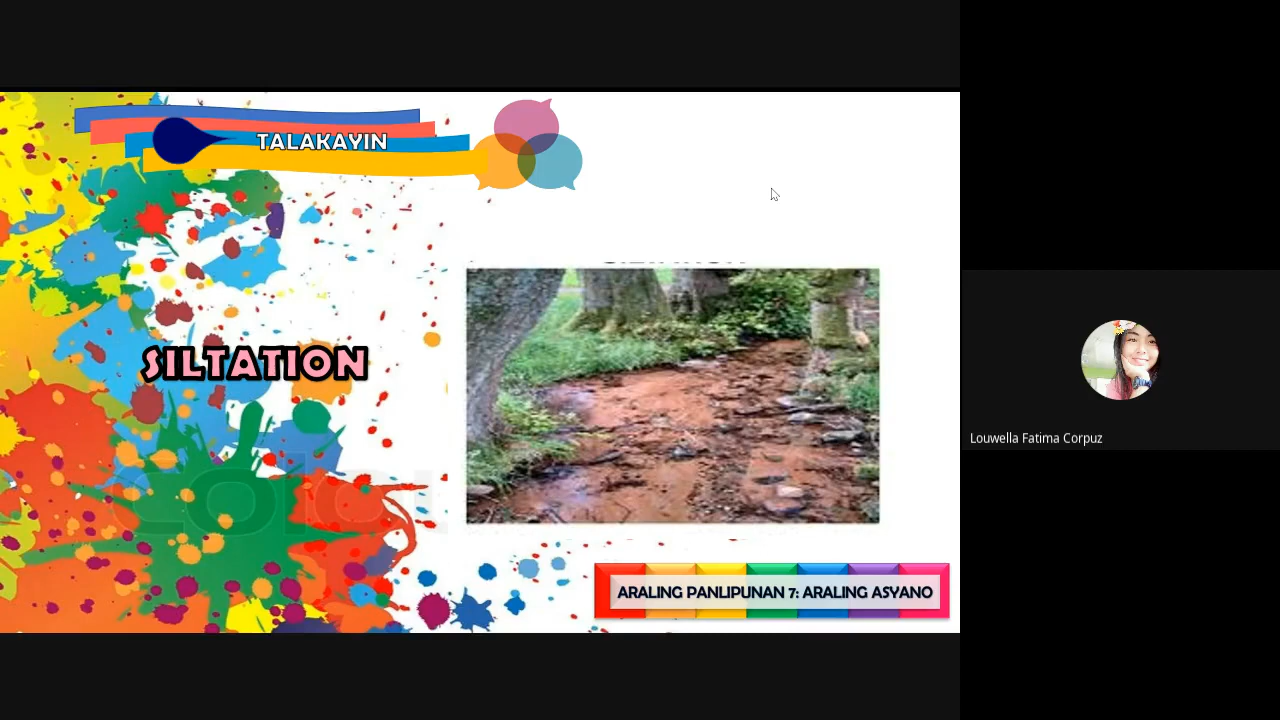 TALAKAYIN
SILTATION
ARALING PANLIPUNAN 7: ARALING ASYANO
Louwella Fatima Corpuz